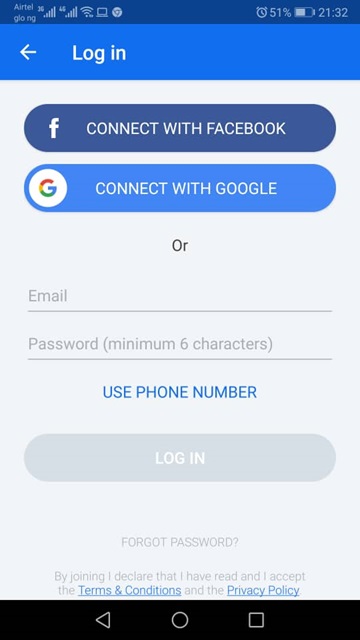 Airtel 3G 4G 51% 21:32
glo ng
Log in
f CONNECT WITH FACEBOOK
G CONNECT WITH GOOGLE
Or
Email
Password (minimum 6 characters)
USE PHONE NUMBER
LOG IN
FORGOT PASSWORD?
By joining I declare that I have read and I accept
the Terms & Conditions and the Privacy Policy